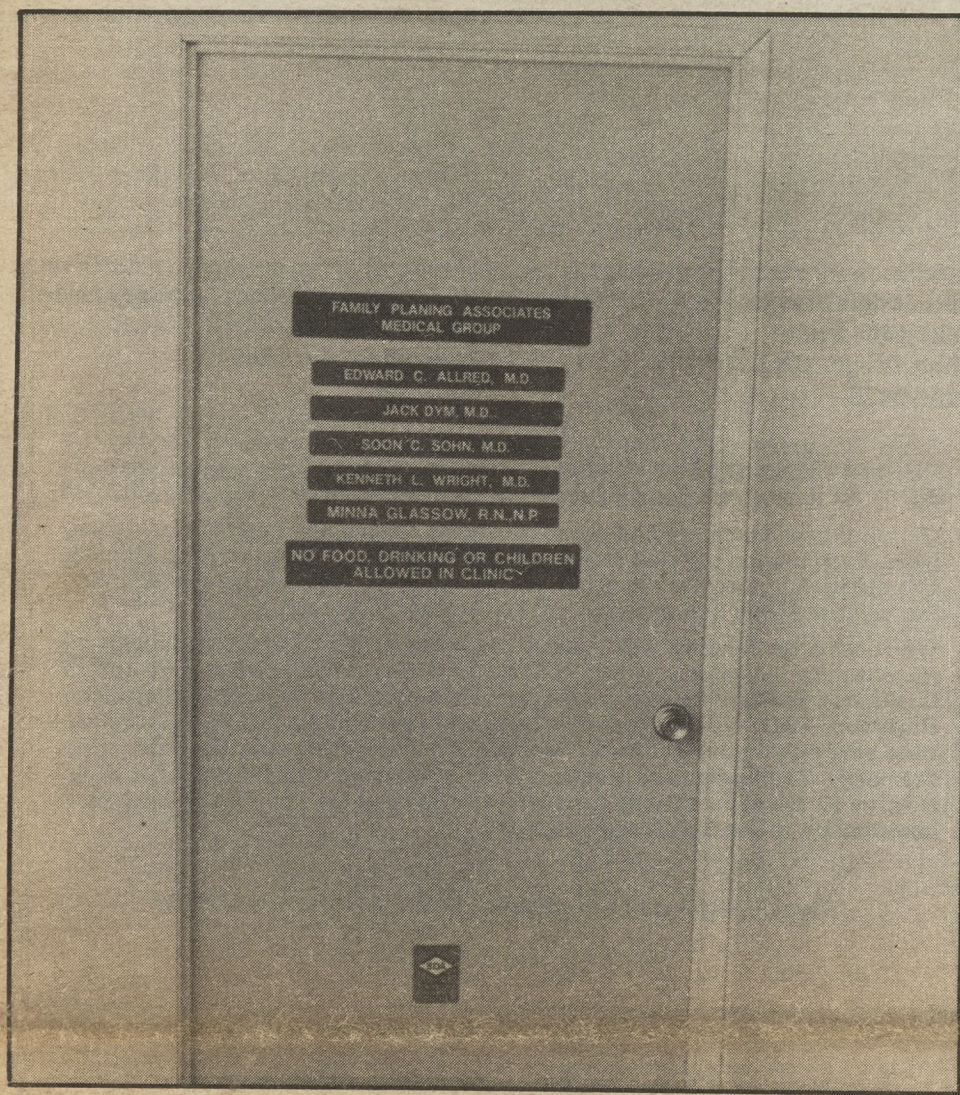 FAMILY PLANING ASSOCIATES
MEDICAL GROUP
EDWARD C. ALLRED, M.D.
JACK DYM, M.D.
SOON C. SOHN, M.D.
KENNETH L. WRIGHT, M.D.
MINNA GLASSOW, R.N.,N.P.
NO FOOD, DRINKING OR CHILDREN
ALLOWED IN CLINIC